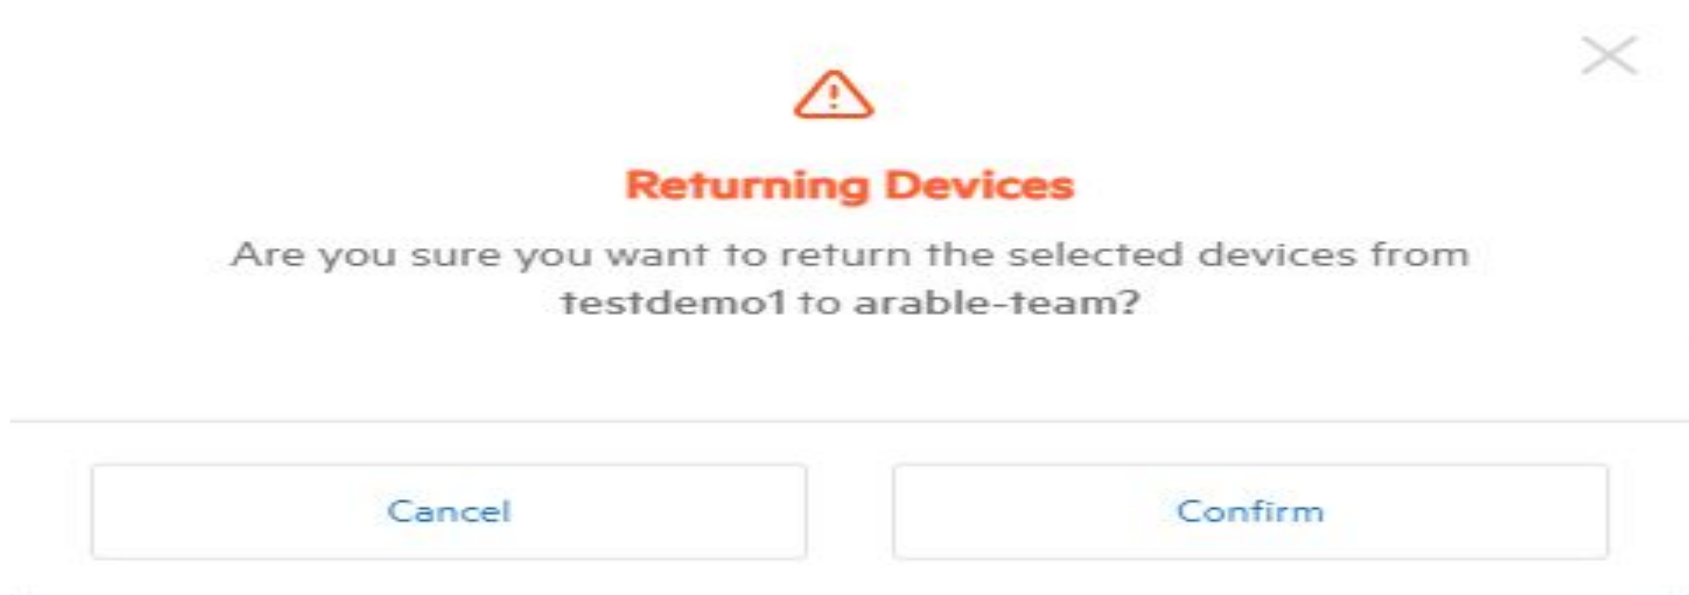 Returning Devices
Are you sure you want to return the selected devices from
testdemo1 to arable-team?
Cancel
Confirm